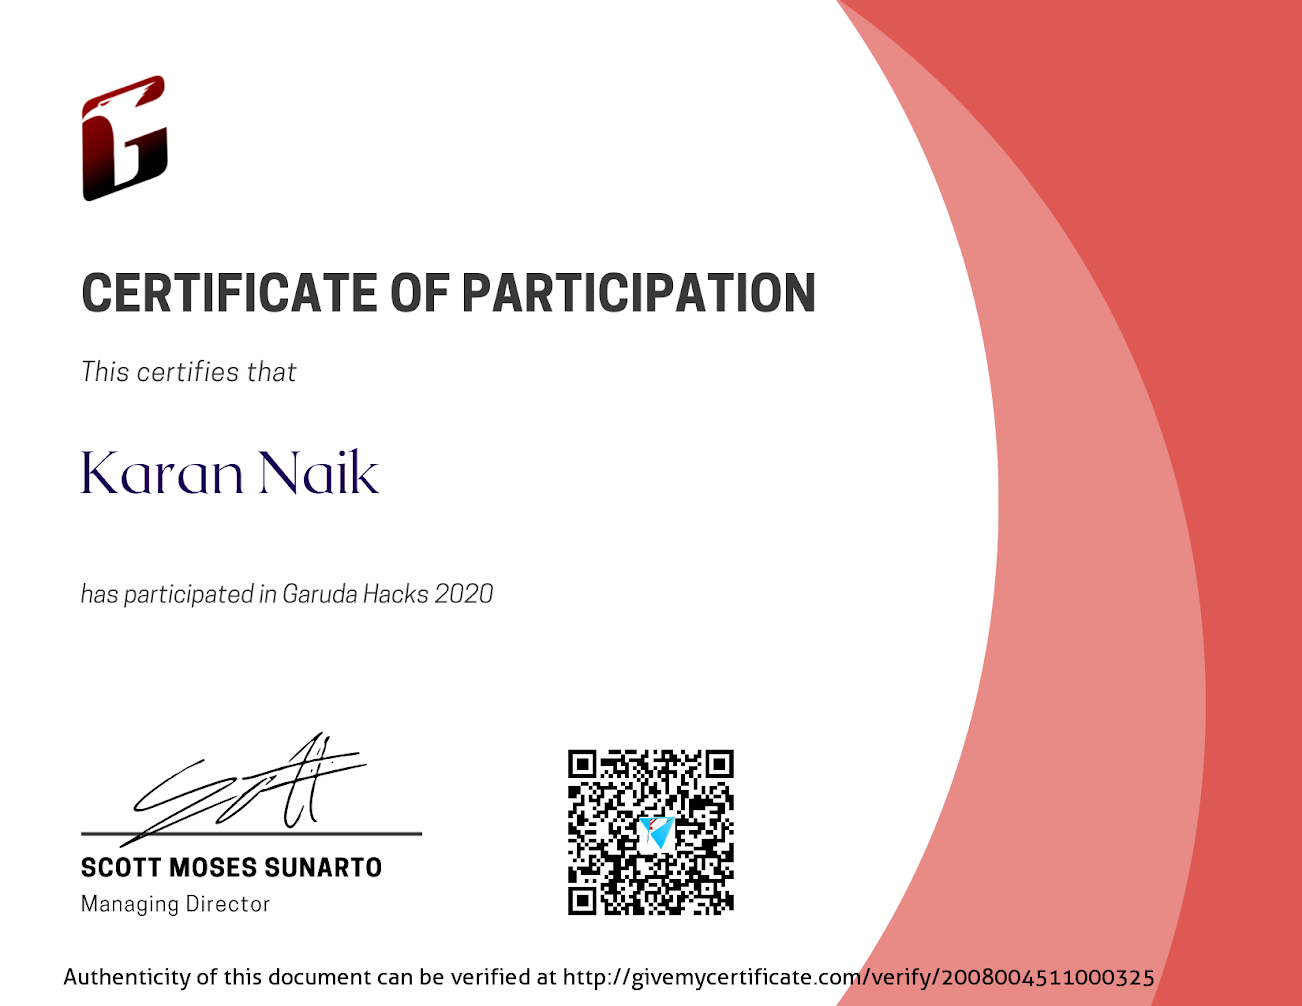 CERTIFICATE OF PARTICIPATION
This certifies that
Karan Naik
has participated in Garuda Hacks 2020
SCOTT MOSES SUNARTO
Managing Director
Authenticity of this document can be verified at http://givemycertificate.com/verify/2008004511000325